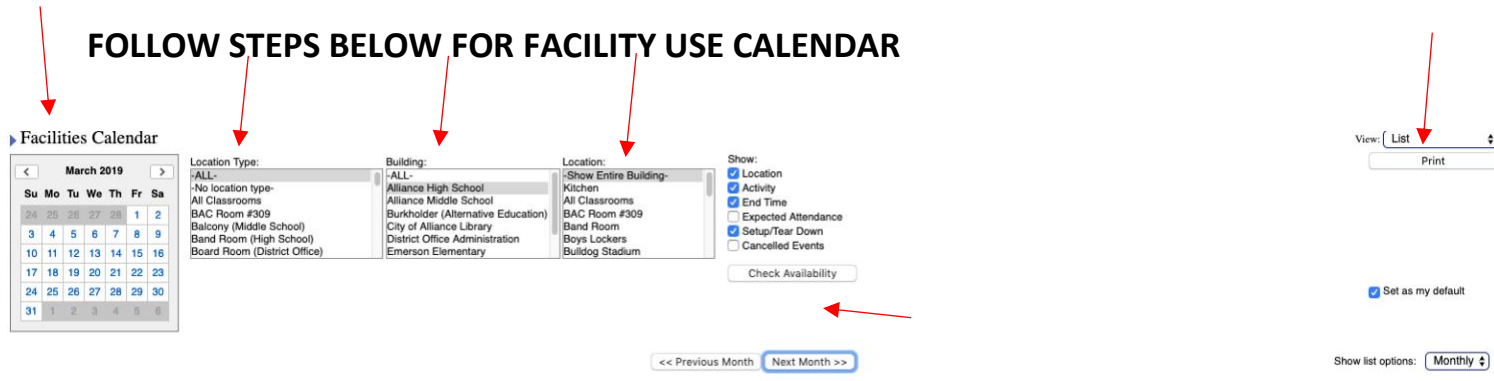 FOLLOW STEPS BELOW FOR FACILITY USE CALENDAR
Facilities Calendar
< March 2019 >
Su Mo Tu We Th Fr Sa
24 25 26 27 28 1 2
3 4 5 6 7 8 9
10 11 12 13 14 15 16
17 18 19 20 21 22 23
24 25 26 27 28 29 30
31 1 2 3 4 5 6
Location Type:
-ALL-
-No location type-
All Classrooms
BAC Room #309
Balcony (Middle School)
Band Room (High School)
Board Room (District Office)
Building:
-ALL-
Alliance High School
Alliance Middle School
Burkholder (Alternative Education)
City of Alliance Library
District Office Administration
Emerson Elementary
Location:
-Show Entire Building-
Kitchen
All Classrooms
BAC Room #309
Band Room
Boys Lockers
Bulldog Stadium
Show:
Location
Activity
End Time
Expected Attendance
Setup/Tear Down
Cancelled Events
Check Availability
View: List
Print
Set as my default
<< Previous Month Next Month >>
Show list options: Monthly